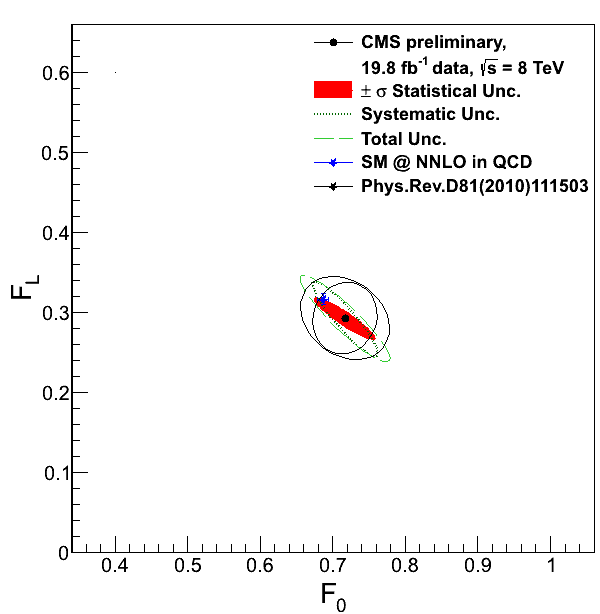 CMS preliminary,
19.8 fb⁻¹ data, √s = 8 TeV
± σ Statistical Unc.
Systematic Unc.
Total Unc.
SM @ NNLO in QCD
Phys.Rev.D81(2010)111503
0.6
0.5
0.4
0.3
0.2
0.1
0
F_L
0.4 0.5 0.6 0.7 0.8 0.9 1
F_0